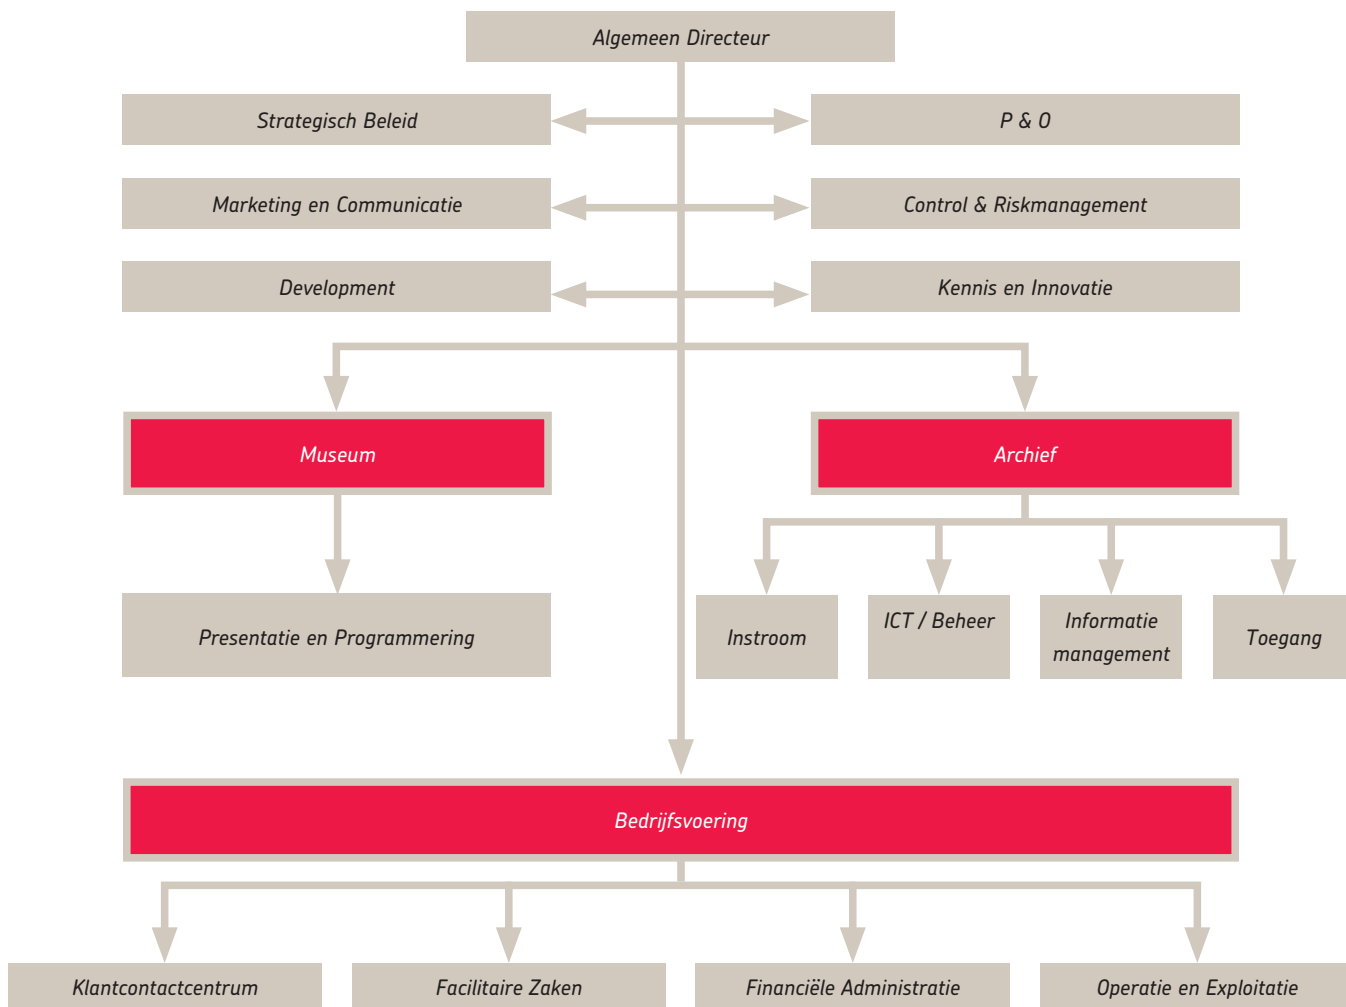 Algemeen Directeur
Strategisch Beleid
P & O
Marketing en Communicatie
Control & Riskmanagement
Development
Kennis en Innovatie
Museum
Archief
Presentatie en Programmering
Instroom
ICT / Beheer
Informatie
management
Toegang
Bedrijfsvoering
Klantcontactcentrum
Facilitaire Zaken
Financiële Administratie
Operatie en Exploitatie